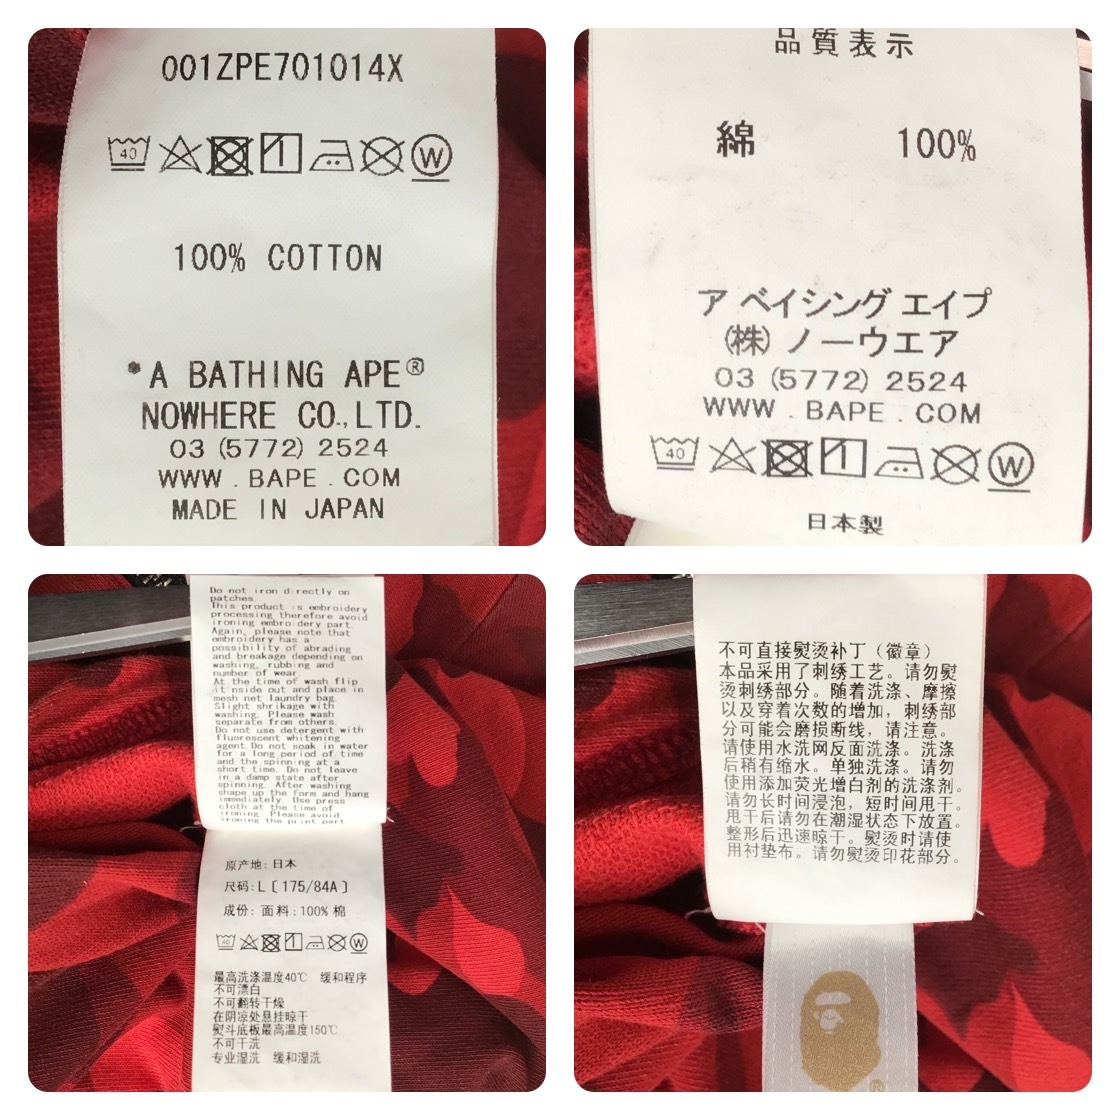 001ZPE701014X
40
100% COTTON
*A BATHING APE®
NOWHERE CO.,LTD.
03 (5772) 2524
WWW . BAPE . COM
MADE IN JAPAN
品質表示
綿 100%
ア ベイシング エイプ
(株) ノーウエア
03 (5772) 2524
WWW . BAPE . COM
40
日本製
Do not iron directly on
patches.
This product is embroidery
processing therefore avoid
ironing embroidery part.
Again, please note that
embroidery has a
possibility of abrading
and breakage depending on
washing, rubbing and
number of wear.
At the time of wash flip
it nside out and place in
mesh net laundry bag.
Slight shrikage with
washing. Please wash
separate from others.
Do not use detergent with
fluorescent whitening
agent.Do not soak in water
for a long period of time
and the spinning at a
short time. Do not leave
in a damp state after
spinning. After washing
shape up the form and hang
immediately. Use press
cloth at the time of
ironing. Please avoid
ironing the print part.
原产地: 日本
尺码: L [175/84A]
成份: 面料: 100% 棉
40
最高洗涤温度40℃ 缓和程序
不可漂白
不可翻转干燥
在阴凉处悬挂晾干
熨斗底板最高温度150℃
不可干洗
专业湿洗 缓和湿洗
不可直接熨烫补丁（徽章）
本品采用了刺绣工艺。请勿熨
烫刺绣部分。随着洗涤、摩擦
以及穿着次数的增加, 刺绣部
分可能会磨损断线, 请注意。
请使用水洗网反面洗涤。洗涤
后稍有缩水。单独洗涤。请勿
使用添加荧光增白剂的洗涤剂.
请勿长时间浸泡, 短时间甩干。
甩干后请勿在潮湿状态下放置。
整形后迅速晾干。熨烫时请使
用衬垫布。请勿熨烫印花部分。
®